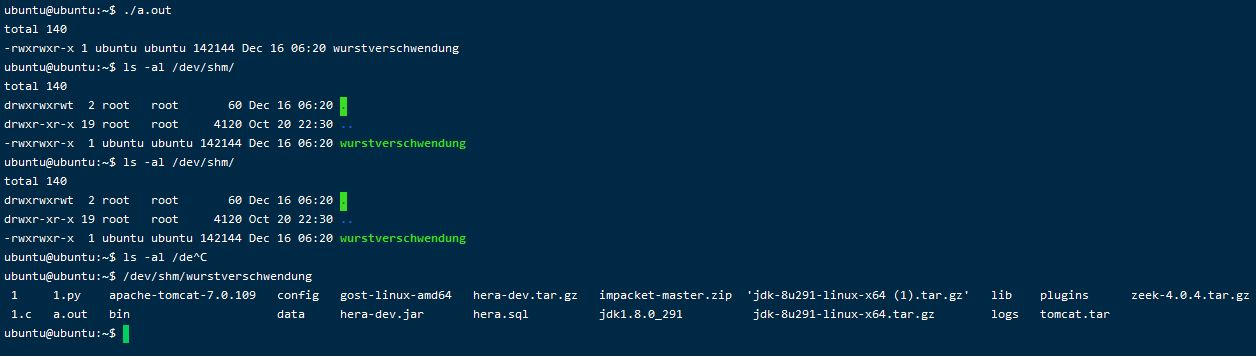 ubuntu@ubuntu:~$ ./a.out
total 140
-rwxrwxr-x 1 ubuntu ubuntu 142144 Dec 16 06:20 wurstverschwendung
ubuntu@ubuntu:~$ ls -al /dev/shm/
total 140
drwxrwxrwt  2 root   root       60 Dec 16 06:20 .
drwxr-xr-x 19 root   root     4120 Oct 20 22:30 ..
-rwxrwxr-x  1 ubuntu ubuntu 142144 Dec 16 06:20 wurstverschwendung
ubuntu@ubuntu:~$ ls -al /dev/shm/
total 140
drwxrwxrwt  2 root   root       60 Dec 16 06:20 .
drwxr-xr-x 19 root   root     4120 Oct 20 22:30 ..
-rwxrwxr-x  1 ubuntu ubuntu 142144 Dec 16 06:20 wurstverschwendung
ubuntu@ubuntu:~$ ls -al /de^C
ubuntu@ubuntu:~$ /dev/shm/wurstverschwendung
 1     1.py    apache-tomcat-7.0.109   config   gost-linux-amd64   hera-dev.tar.gz   impacket-master.zip  'jdk-8u291-linux-x64 (1).tar.gz'   lib    plugins      zeek-4.0.4.tar.gz
 1.c   a.out   bin                     data     hera-dev.jar       hera.sql          jdk1.8.0_291          jdk-8u291-linux-x64.tar.gz        logs   tomcat.tar
ubuntu@ubuntu:~$